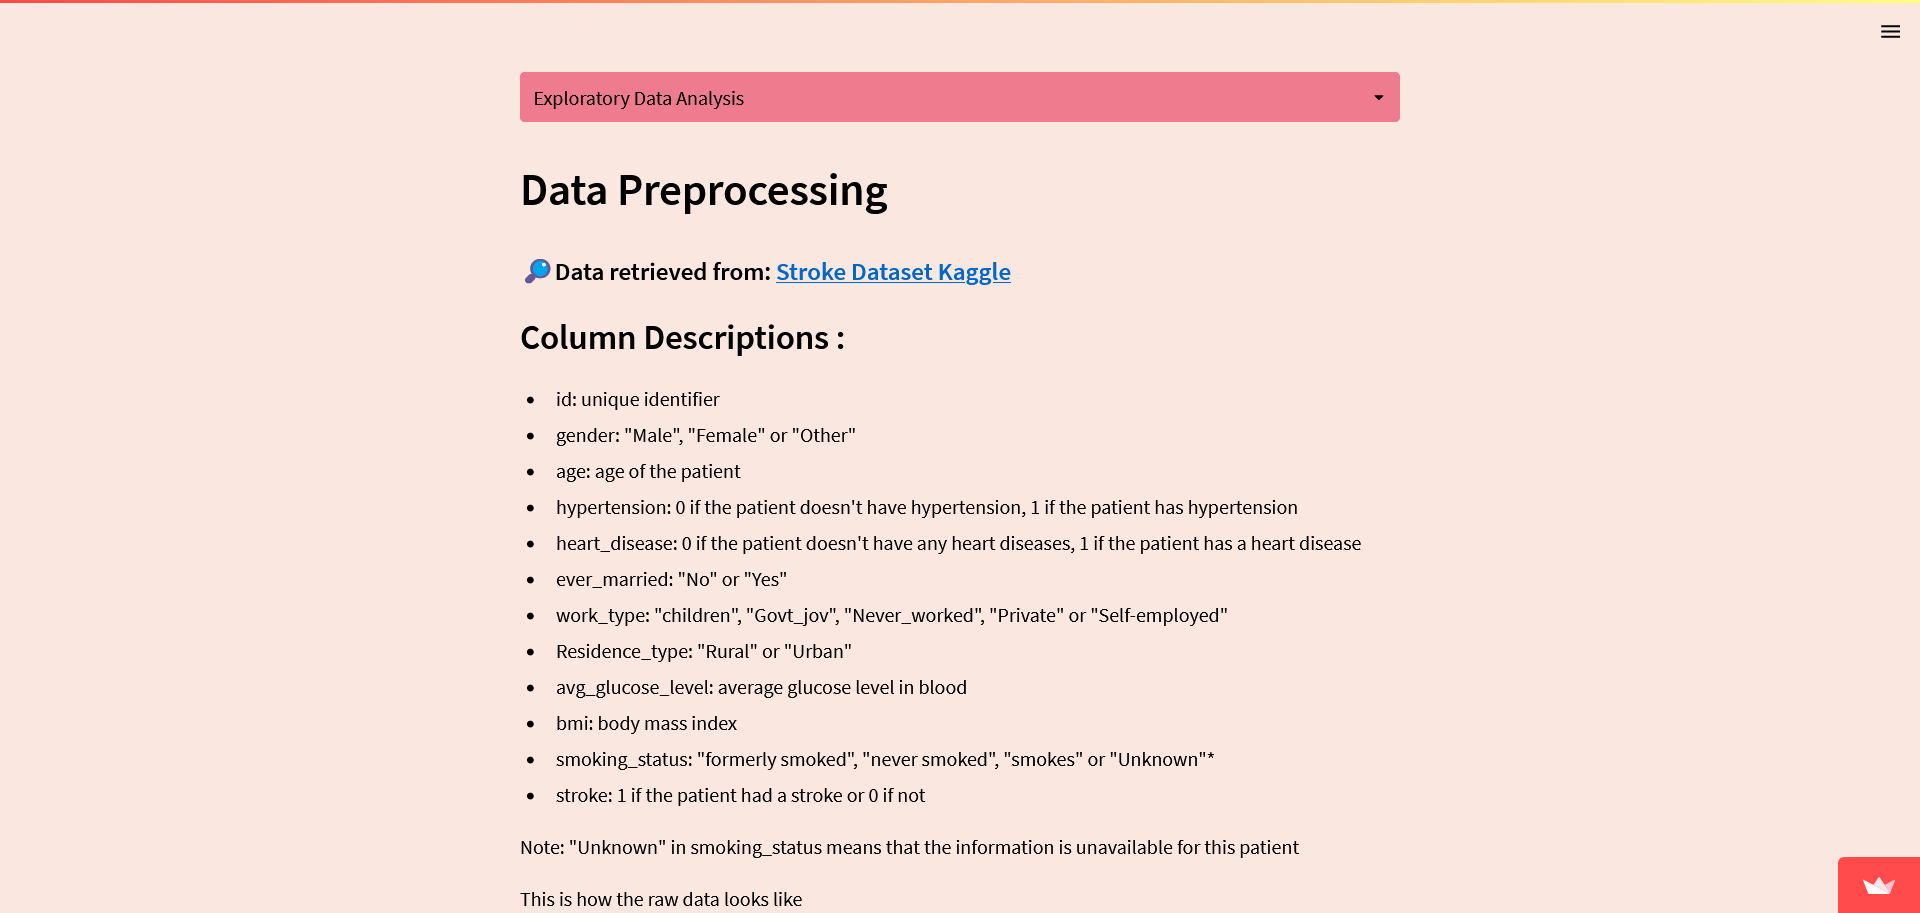 Exploratory Data Analysis
Data Preprocessing
Data retrieved from: Stroke Dataset Kaggle
Column Descriptions :
id: unique identifier
gender: "Male", "Female" or "Other"
age: age of the patient
hypertension: 0 if the patient doesn't have hypertension, 1 if the patient has hypertension
heart_disease: 0 if the patient doesn't have any heart diseases, 1 if the patient has a heart disease
ever_married: "No" or "Yes"
work_type: "children", "Govt_jov", "Never_worked", "Private" or "Self-employed"
Residence_type: "Rural" or "Urban"
avg_glucose_level: average glucose level in blood
bmi: body mass index
smoking_status: "formerly smoked", "never smoked", "smokes" or "Unknown"*
stroke: 1 if the patient had a stroke or 0 if not
Note: "Unknown" in smoking_status means that the information is unavailable for this patient
This is how the raw data looks like